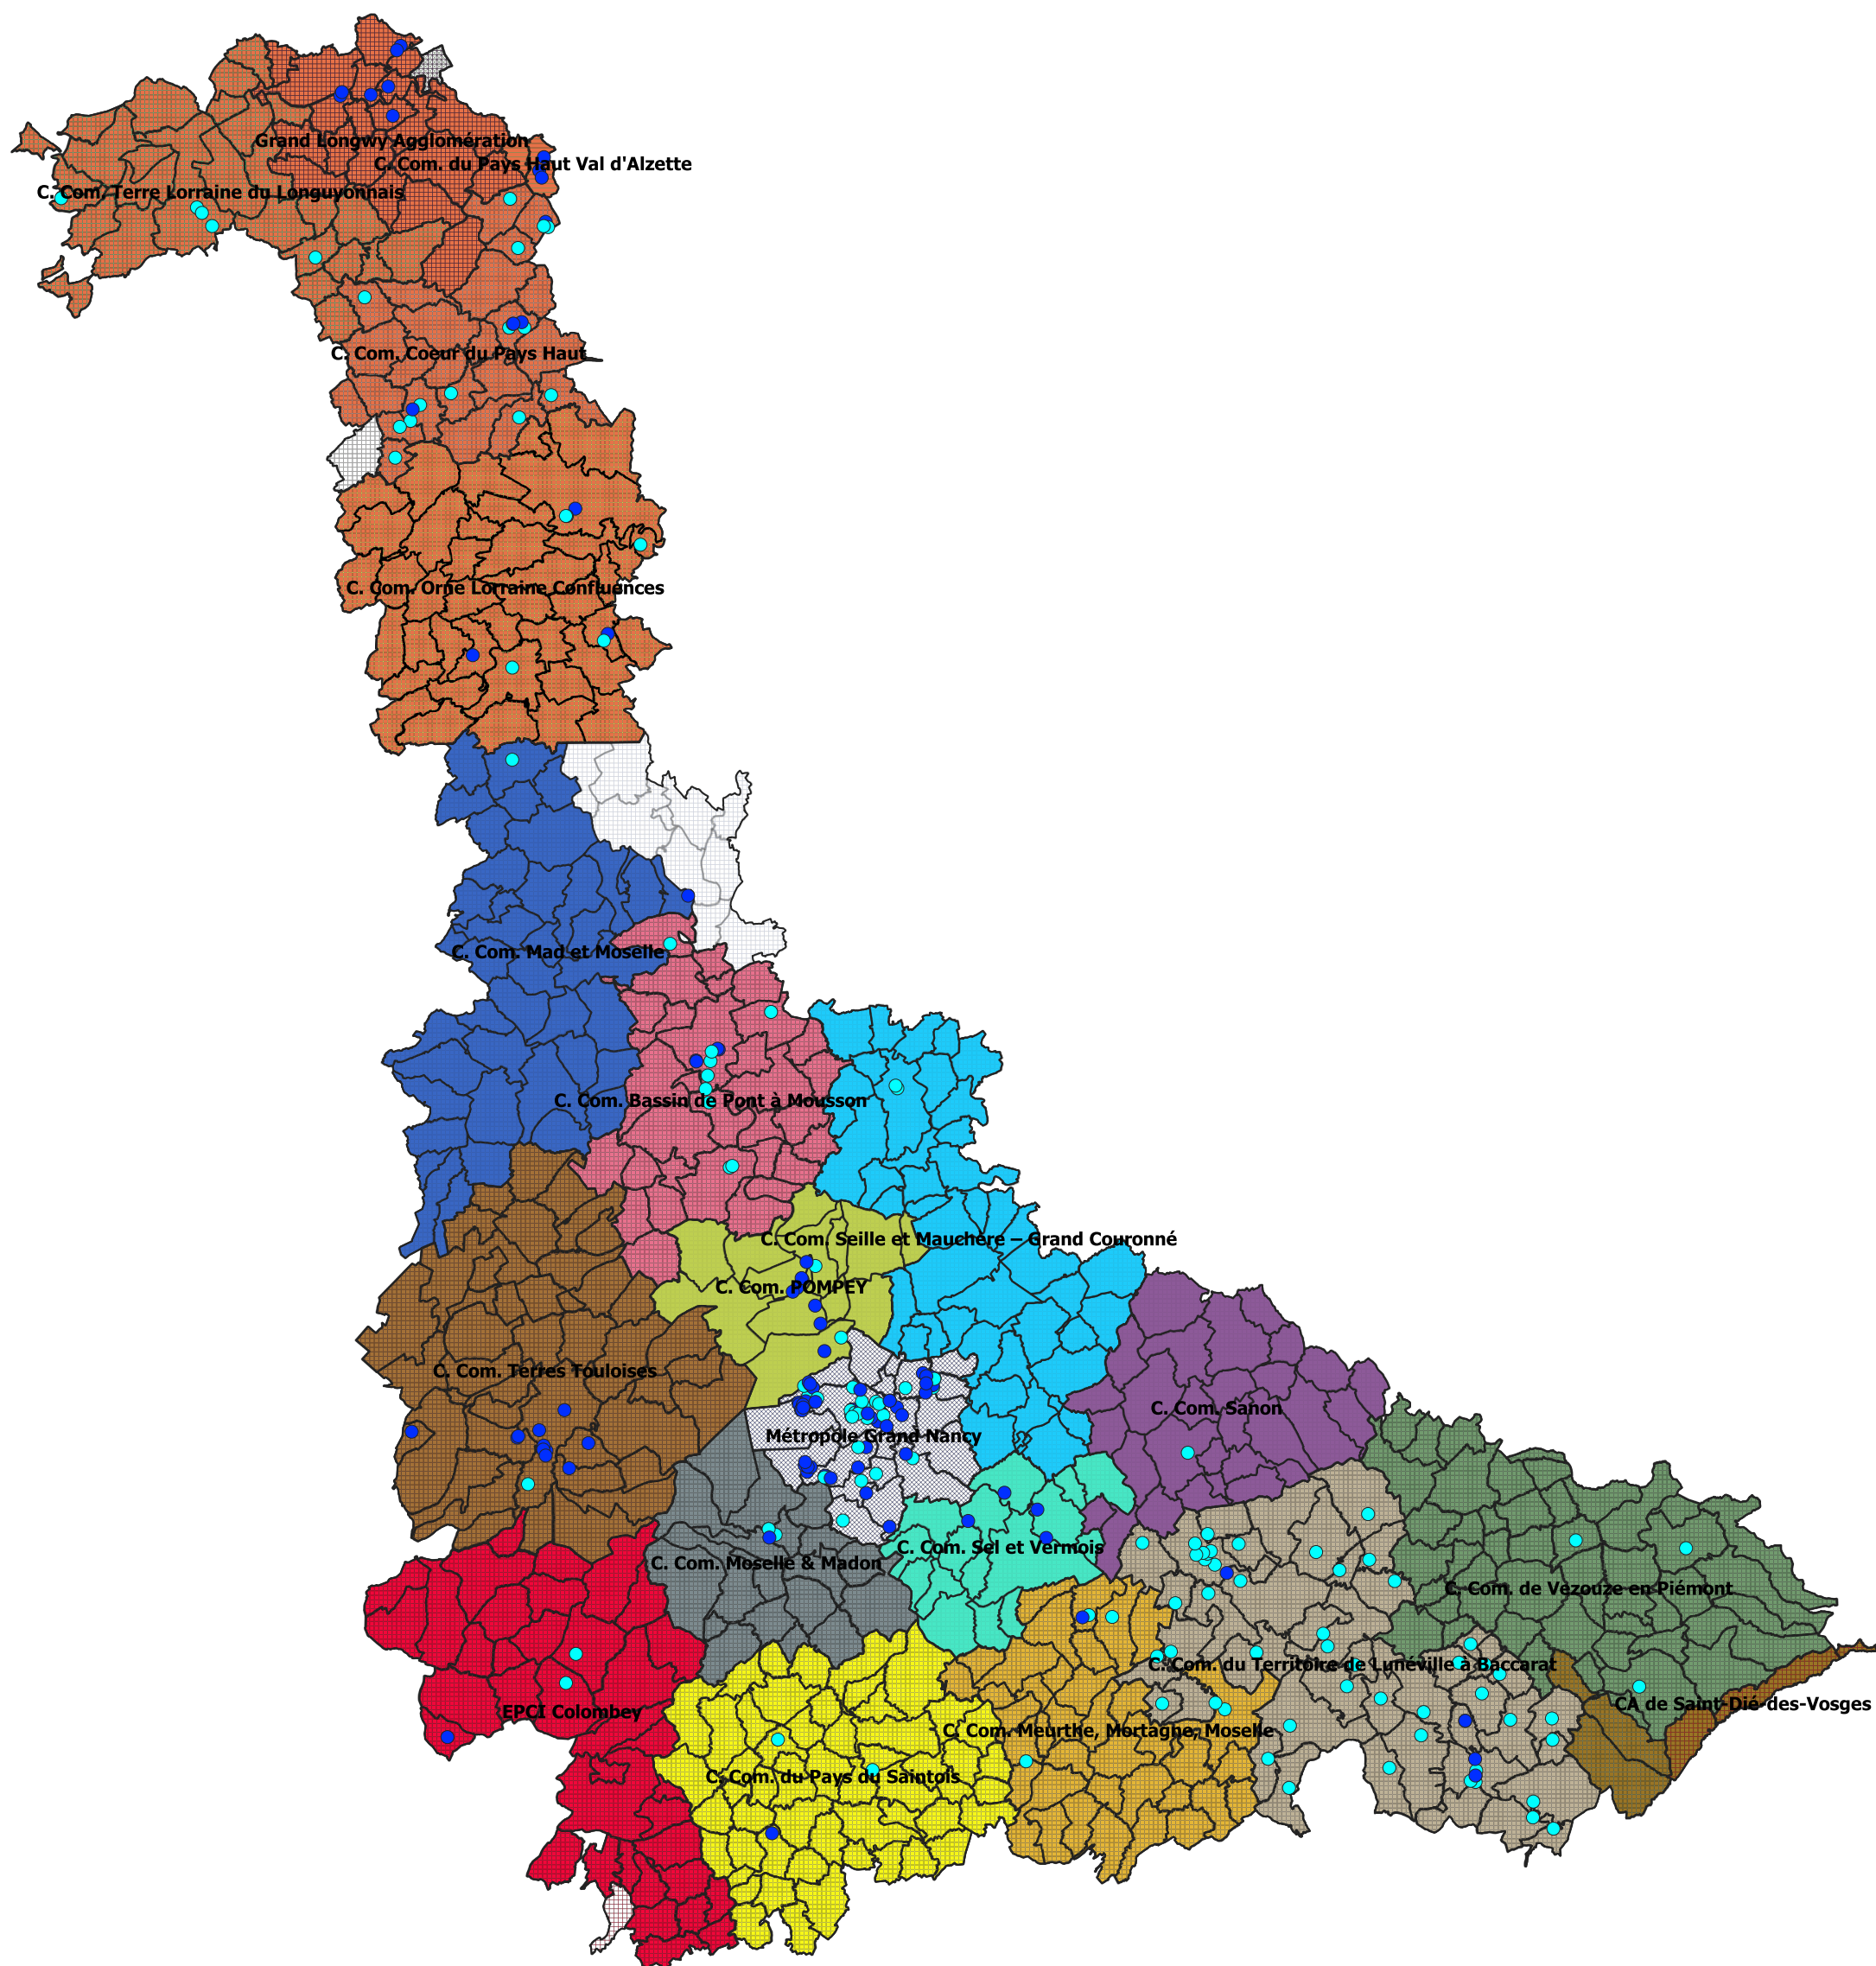 Grand Longwy Agglomération
C. Com. du Pays Haut Val d'Alzette
C. Com. Terre Lorraine du Longuyonnais
C. Com. Coeur du Pays Haut
C. Com. Orne Lorraine Confluences
C. Com. Mad et Moselle
C. Com. Bassin de Pont à Mousson
C. Com. Seille et Mauchère – Grand Couronné
C. Com. POMPEY
C. Com. Terres Touloises
C. Com. Sanon
Métropole Grand Nancy
C. Com. Sel et Vermois
C. Com. Moselle & Madon
C. Com. de Vezouze en Piémont
C. Com. du Territoire de Lunéville à Baccarat
CA de Saint-Dié-des-Vosges
EPCI Colombey
C. Com. Meurthe, Mortagne, Moselle
C. Com. du Pays du Saintois